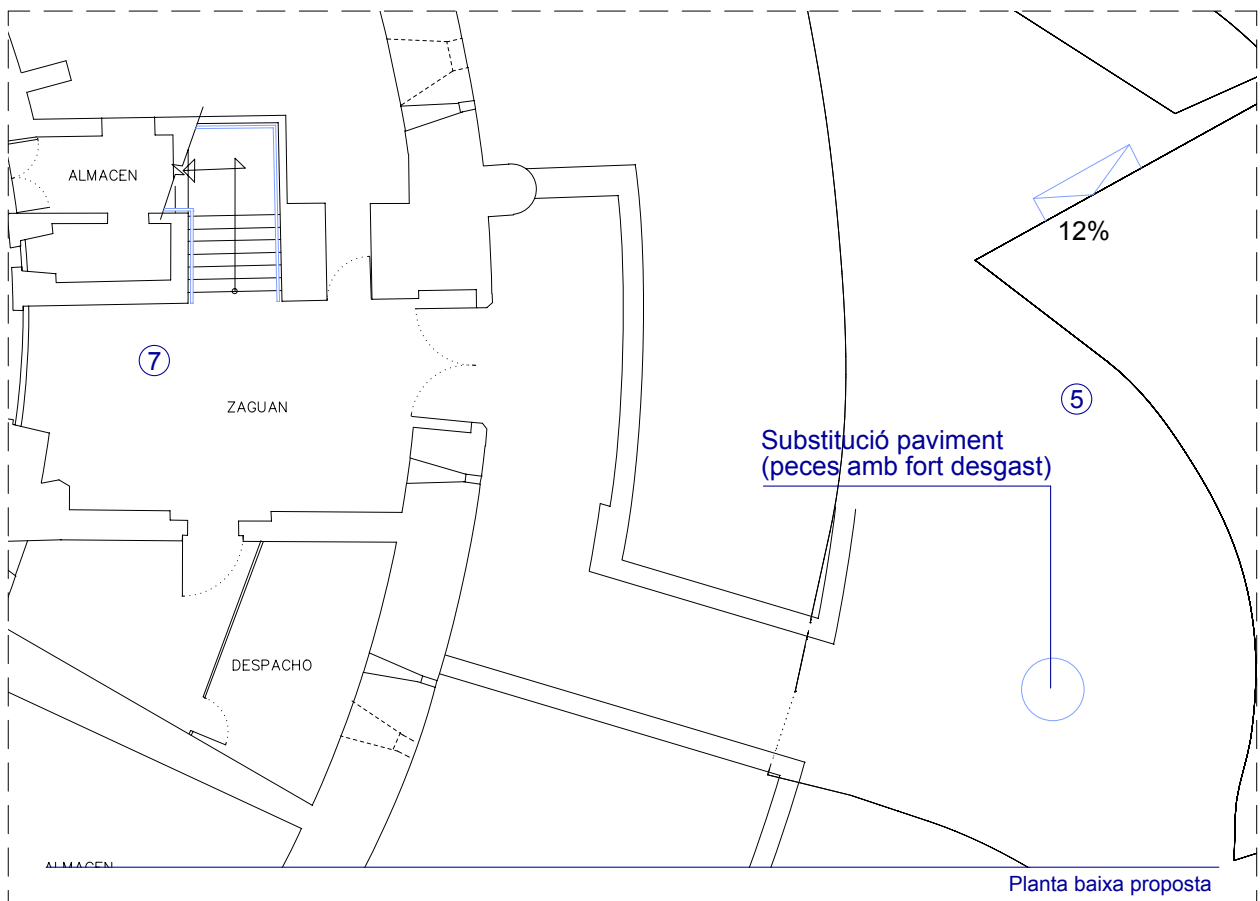 ALMACEN
12%
7
ZAGUAN
5
Substitució paviment
(peces amb fort desgast)
DESPACHO
ALMACEN
Planta baixa proposta